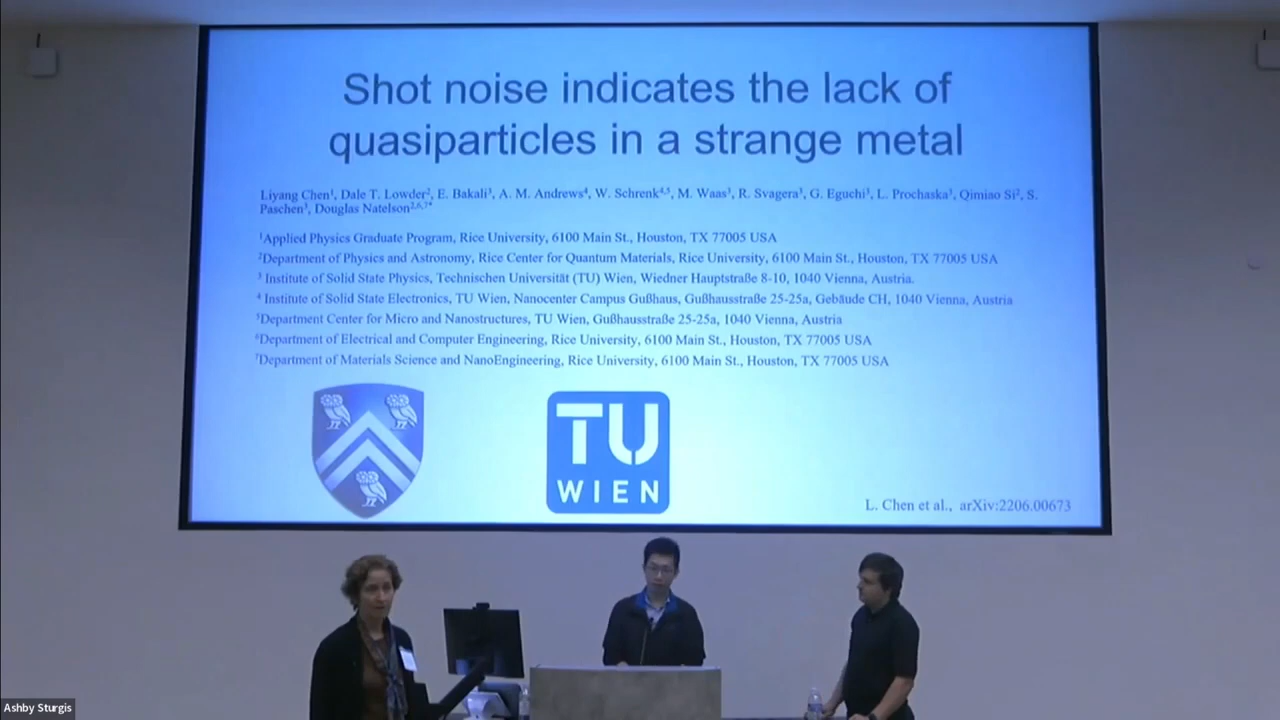 Shot noise indicates the lack of
quasiparticles in a strange metal
Liyang Chen¹, Dale T. Lowder², E. Bakali³, A. M. Andrews⁴, W. Schrenk⁴,⁵, M. Waas³, R. Svagera³, G. Eguchi³, L. Prochaska³, Qimiao Si², S.
Paschen³, Douglas Natelson²,⁶,⁷*
¹Applied Physics Graduate Program, Rice University, 6100 Main St., Houston, TX 77005 USA
²Department of Physics and Astronomy, Rice Center for Quantum Materials, Rice University, 6100 Main St., Houston, TX 77005 USA
³ Institute of Solid State Physics, Technischen Universität (TU) Wien, Wiedner Hauptstraße 8-10, 1040 Vienna, Austria.
⁴ Institute of Solid State Electronics, TU Wien, Nanocenter Campus Gußhaus, Gußhausstraße 25-25a, Gebäude CH, 1040 Vienna, Austria
⁵Department Center for Micro and Nanostructures, TU Wien, Gußhausstraße 25-25a, 1040 Vienna, Austria
⁶Department of Electrical and Computer Engineering, Rice University, 6100 Main St., Houston, TX 77005 USA
⁷Department of Materials Science and NanoEngineering, Rice University, 6100 Main St., Houston, TX 77005 USA
TU
WIEN
L. Chen et al., arXiv:2206.00673
Ashby Sturgis